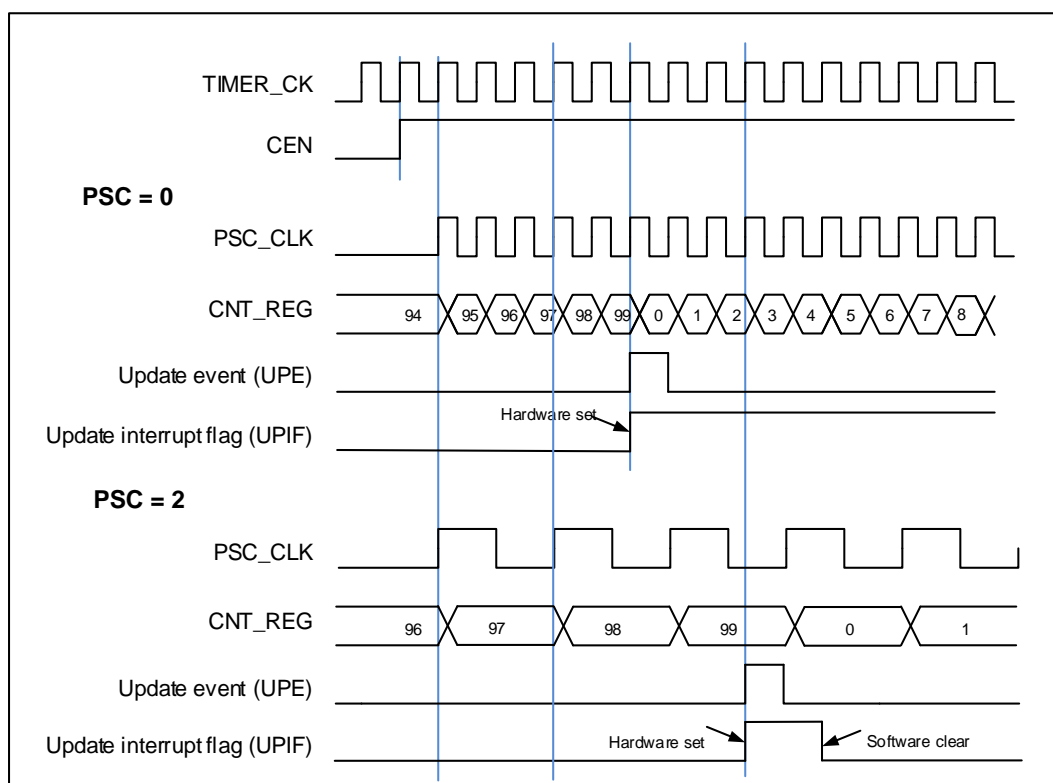 TIMER_CK
CEN
PSC = 0
PSC_CLK
CNT_REG 94 95 96 97 98 99 0 1 2 3 4 5 6 7 8
Update event (UPE)
Hardware set
Update interrupt flag (UPIF)
PSC = 2
PSC_CLK
CNT_REG 96 97 98 99 0 1
Update event (UPE)
Update interrupt flag (UPIF) Hardware set Software clear